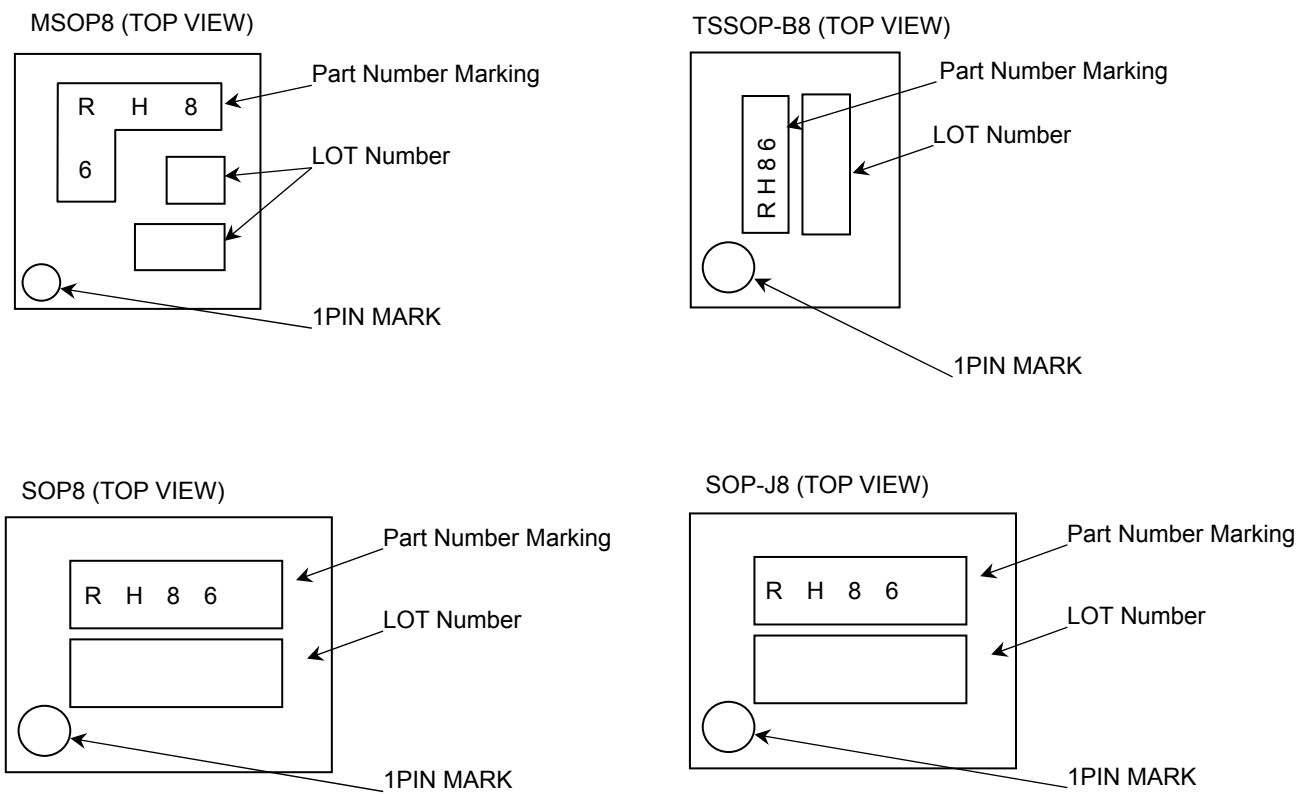 MSOP8 (TOP VIEW)
Part Number Marking
R H 8
6
LOT Number
1PIN MARK
TSSOP-B8 (TOP VIEW)
Part Number Marking
RH86
LOT Number
1PIN MARK
SOP8 (TOP VIEW)
Part Number Marking
R H 8 6
LOT Number
1PIN MARK
SOP-J8 (TOP VIEW)
Part Number Marking
R H 8 6
LOT Number
1PIN MARK